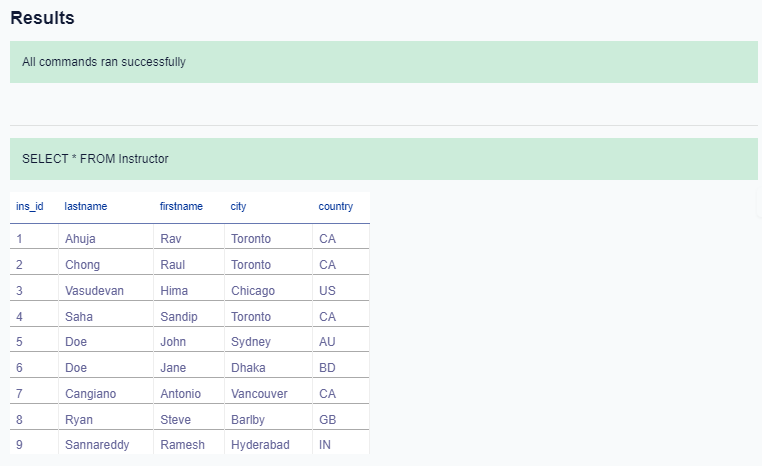 Results
All commands ran successfully
SELECT * FROM Instructor
ins_id lastname firstname city country
1 Ahuja Rav Toronto CA
2 Chong Raul Toronto CA
3 Vasudevan Hima Chicago US
4 Saha Sandip Toronto CA
5 Doe John Sydney AU
6 Doe Jane Dhaka BD
7 Cangiano Antonio Vancouver CA
8 Ryan Steve Barlby GB
9 Sannareddy Ramesh Hyderabad IN